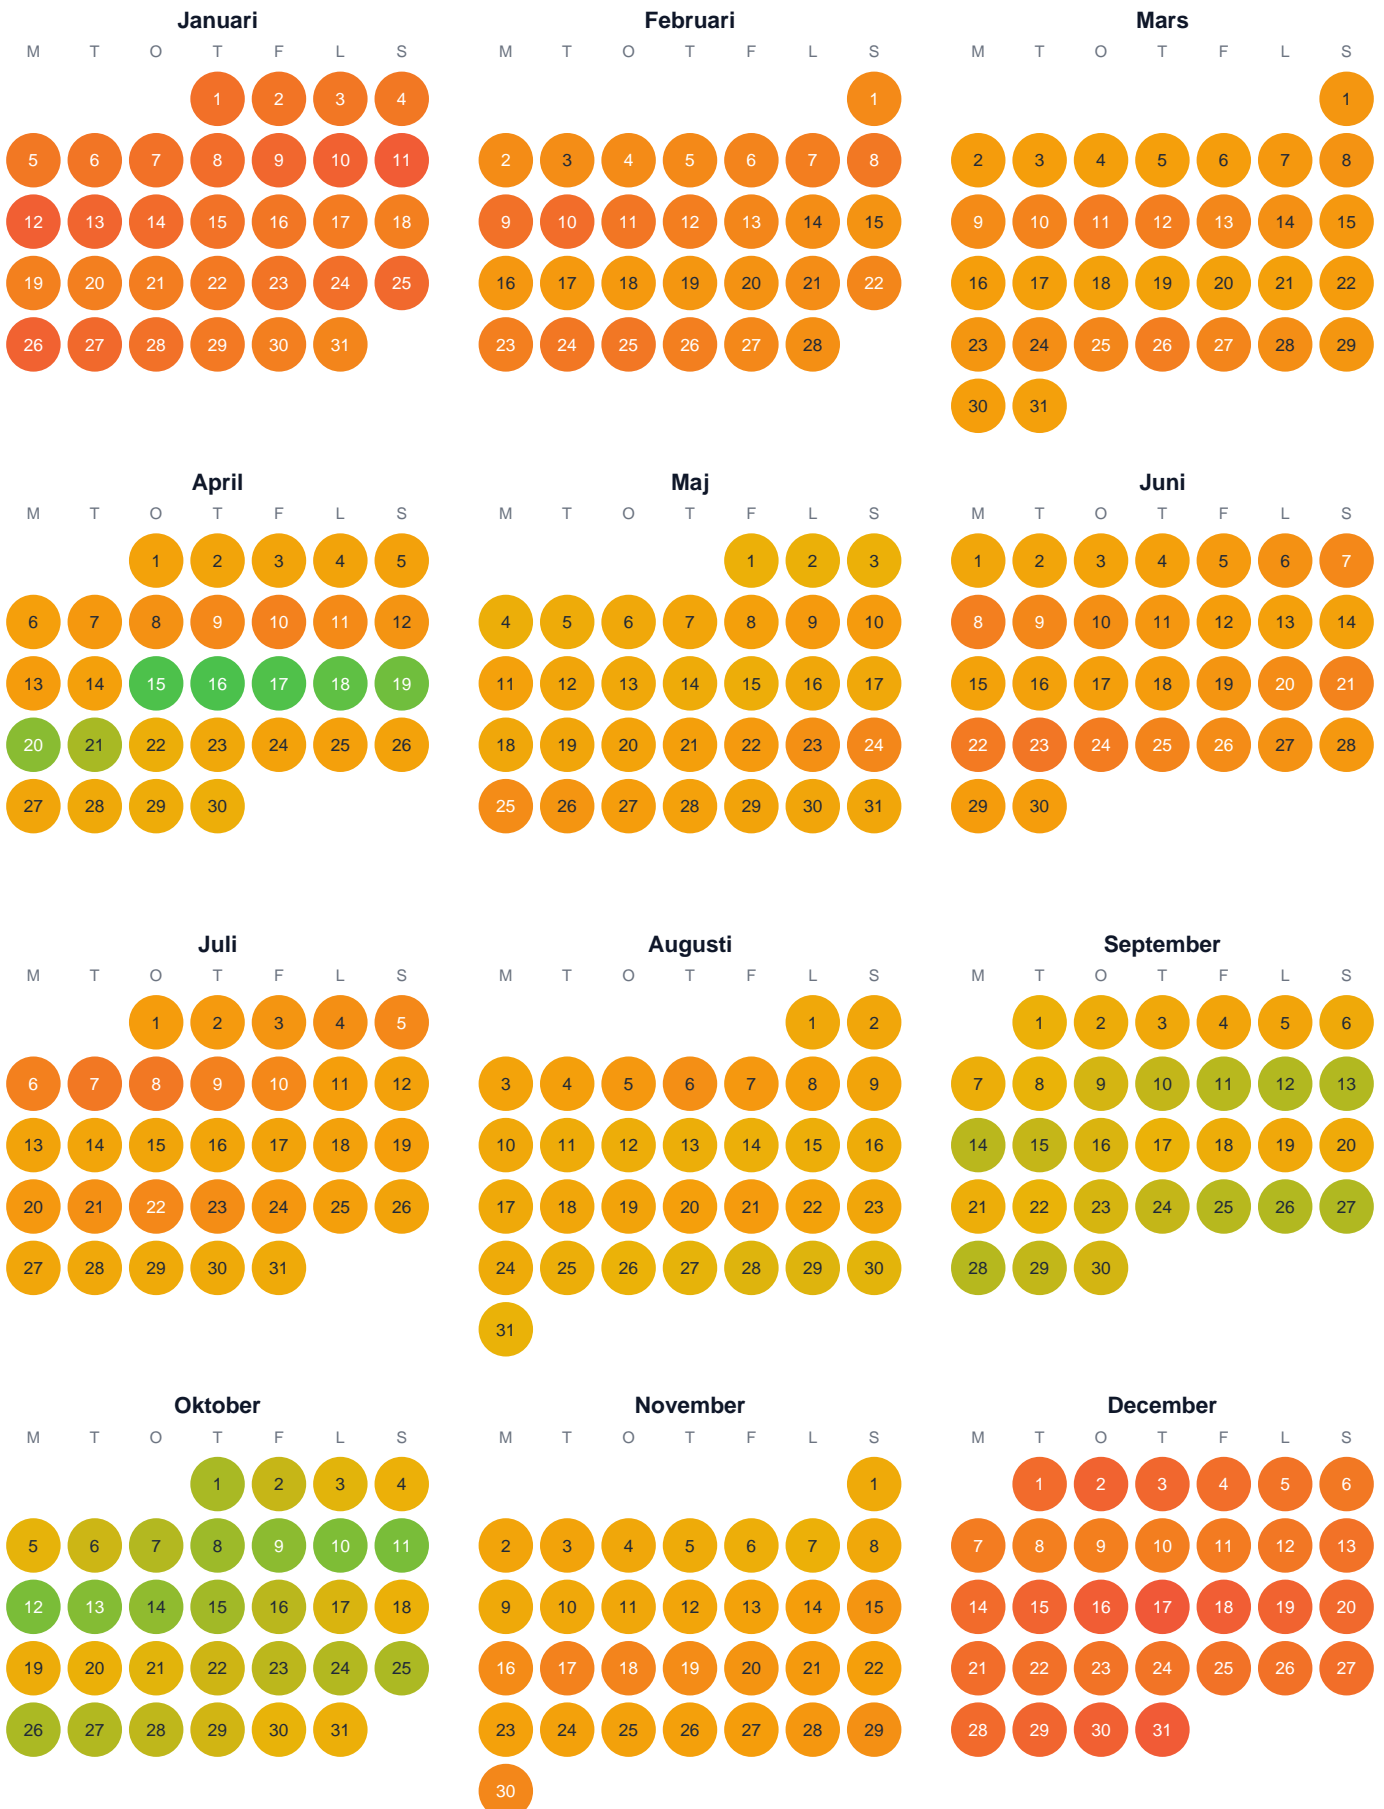 Januari Februari Mars
M T O T F L S M T O T F L S M T O T F L S
1 2 3 4 1 1
5 6 7 8 9 10 11 2 3 4 5 6 7 8 2 3 4 5 6 7 8
12 13 14 15 16 17 18 9 10 11 12 13 14 15 9 10 11 12 13 14 15
19 20 21 22 23 24 25 16 17 18 19 20 21 22 16 17 18 19 20 21 22
26 27 28 29 30 31 23 24 25 26 27 28 23 24 25 26 27 28 29
30 31
April Maj Juni
M T O T F L S M T O T F L S M T O T F L S
1 2 3 4 5 1 2 3 1 2 3 4 5 6 7
6 7 8 9 10 11 12 4 5 6 7 8 9 10 8 9 10 11 12 13 14
13 14 15 16 17 18 19 11 12 13 14 15 16 17 15 16 17 18 19 20 21
20 21 22 23 24 25 26 18 19 20 21 22 23 24 22 23 24 25 26 27 28
27 28 29 30 25 26 27 28 29 30 31 29 30
Juli Augusti September
M T O T F L S M T O T F L S M T O T F L S
1 2 3 4 5 1 2 1 2 3 4 5 6
6 7 8 9 10 11 12 3 4 5 6 7 8 9 7 8 9 10 11 12 13
13 14 15 16 17 18 19 10 11 12 13 14 15 16 14 15 16 17 18 19 20
20 21 22 23 24 25 26 17 18 19 20 21 22 23 21 22 23 24 25 26 27
27 28 29 30 31 24 25 26 27 28 29 30 28 29 30
31
Oktober November December
M T O T F L S M T O T F L S M T O T F L S
1 2 3 4 1 1 2 3 4 5 6
5 6 7 8 9 10 11 2 3 4 5 6 7 8 7 8 9 10 11 12 13
12 13 14 15 16 17 18 9 10 11 12 13 14 15 14 15 16 17 18 19 20
19 20 21 22 23 24 25 16 17 18 19 20 21 22 21 22 23 24 25 26 27
26 27 28 29 30 31 23 24 25 26 27 28 29 28 29 30 31
30